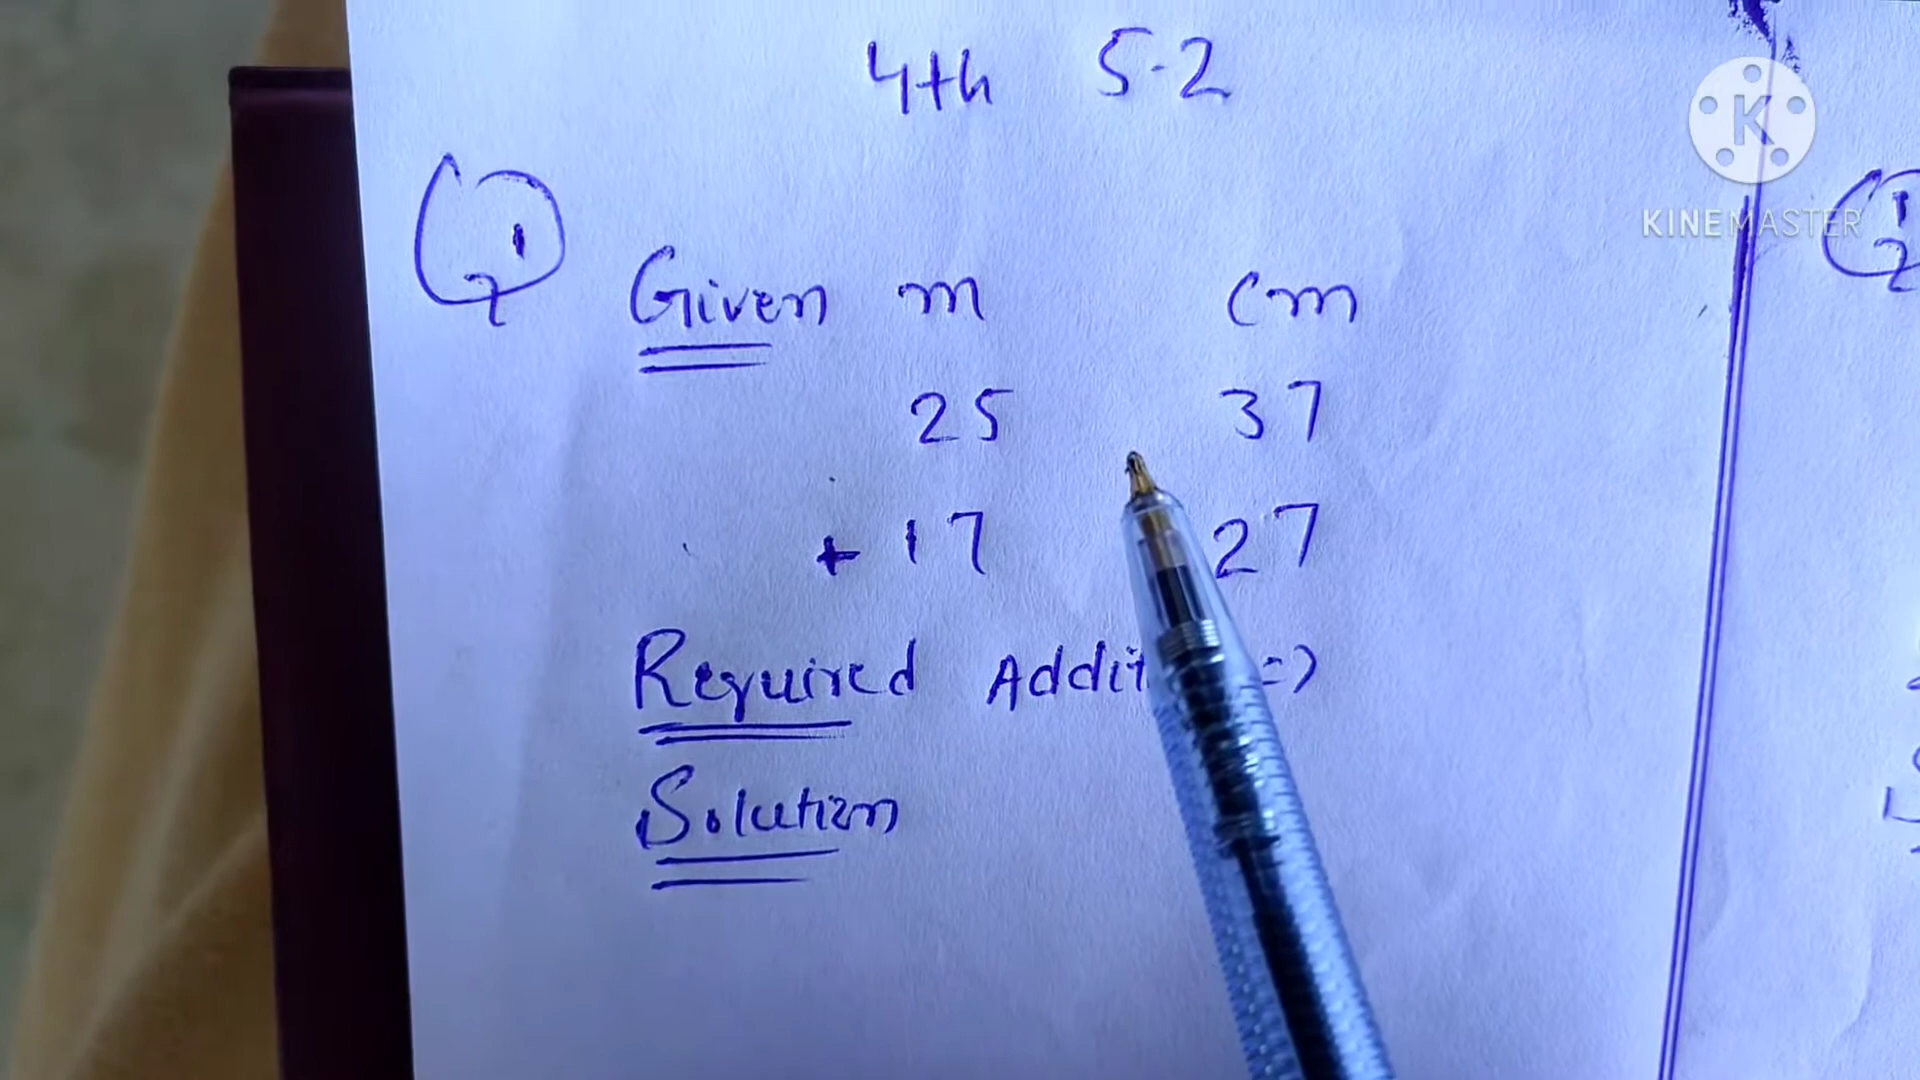 4th 5.2
Q1
Given m cm
25 37
+ 17 27
Required Addit =>
Solution
K
KINEMASTER